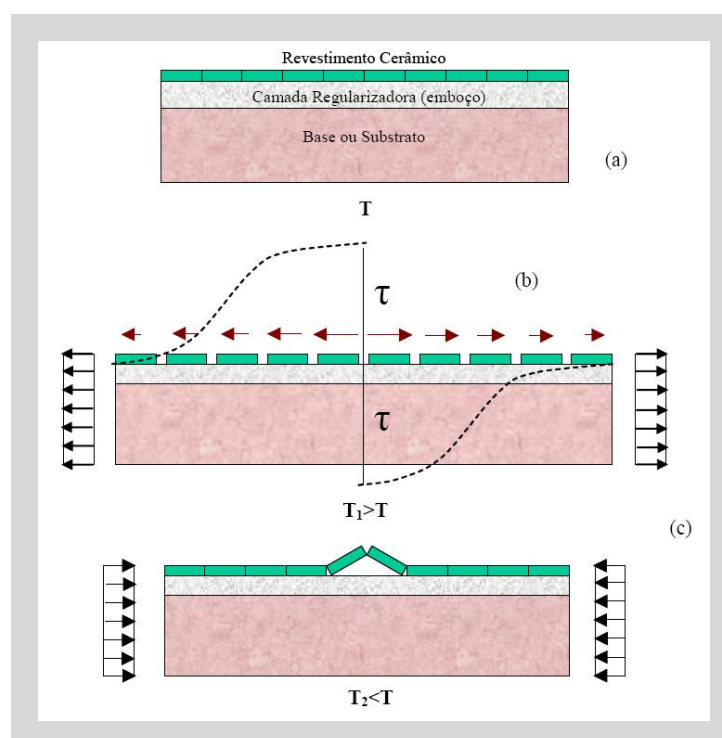 Revestimento Cerâmico
Camada Regularizadora (emboço)
Base ou Substrato
(a)
T
(b)
τ
τ
T₁>T
(c)
T₂<T